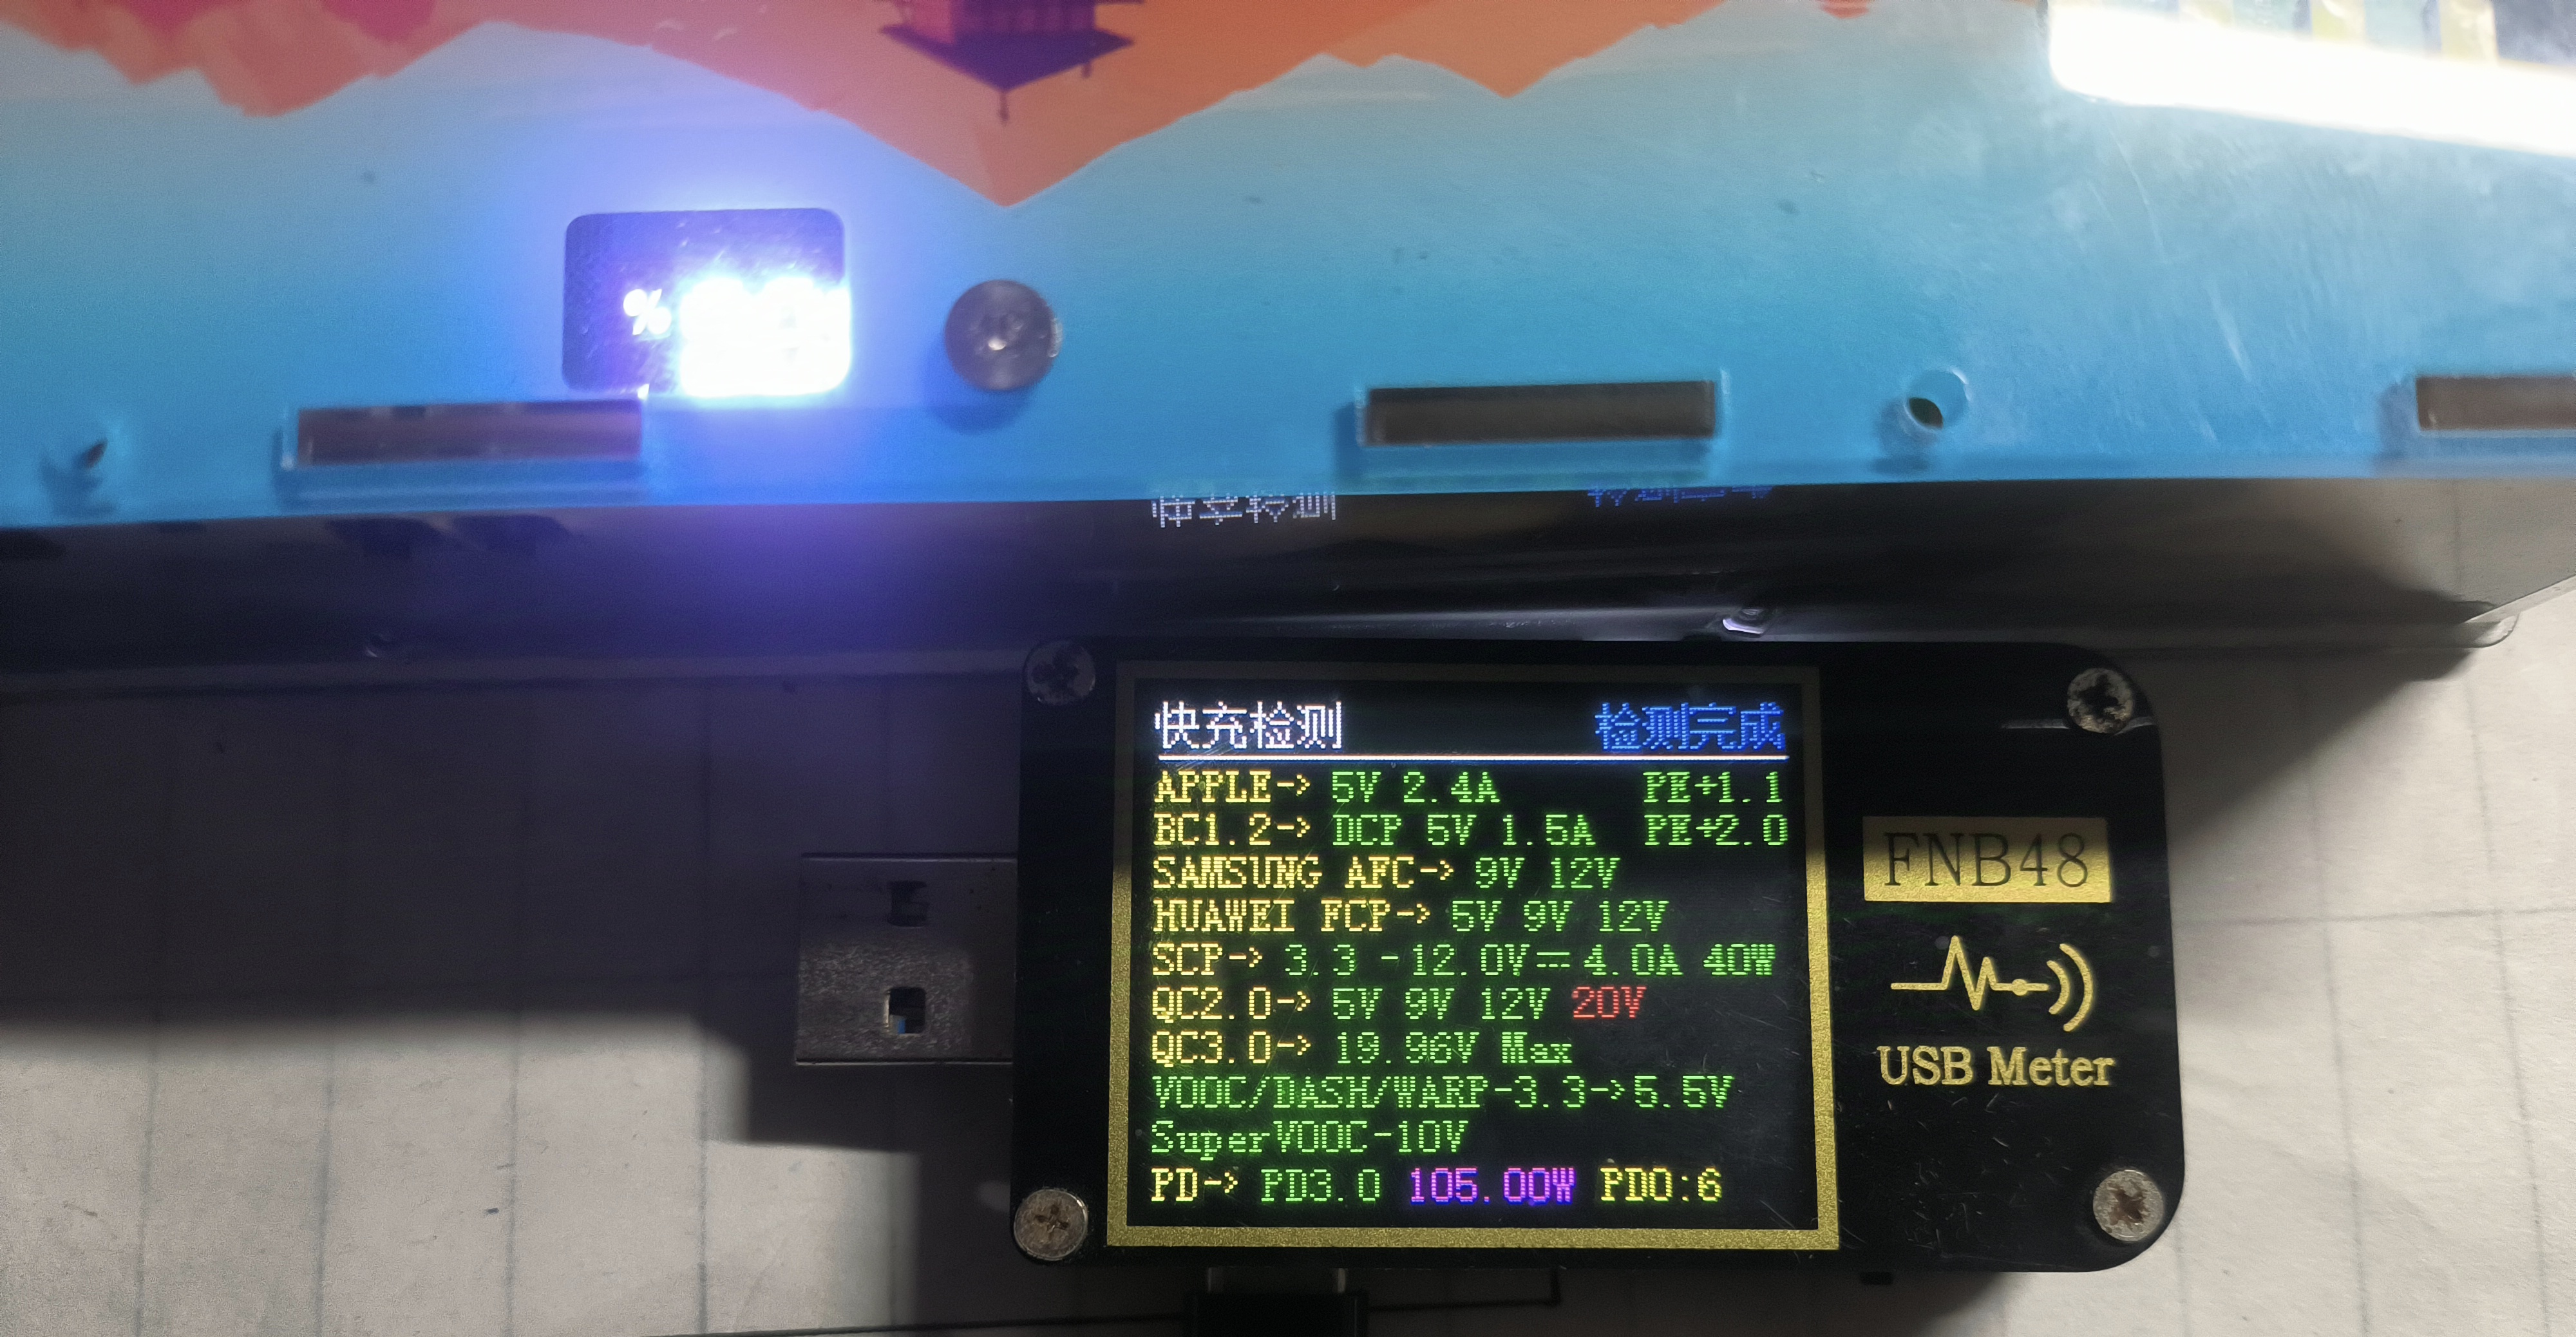 %
快充检测 检测完成
APPLE-> 5V 2.4A PE+1.1
BC1.2-> DCP 5V 1.5A PE+2.0
SAMSUNG AFC-> 9V 12V
HUAWEI FCP-> 5V 9V 12V
SCP-> 3.3 -12.0V=4.0A 40W
QC2.0-> 5V 9V 12V 20V
QC3.0-> 19.96V Max
VOOC/DASH/WARP-3.3->5.5V
SuperVOOC-10V
PD-> PD3.0 105.00W PDO:6
FNB48
USB Meter